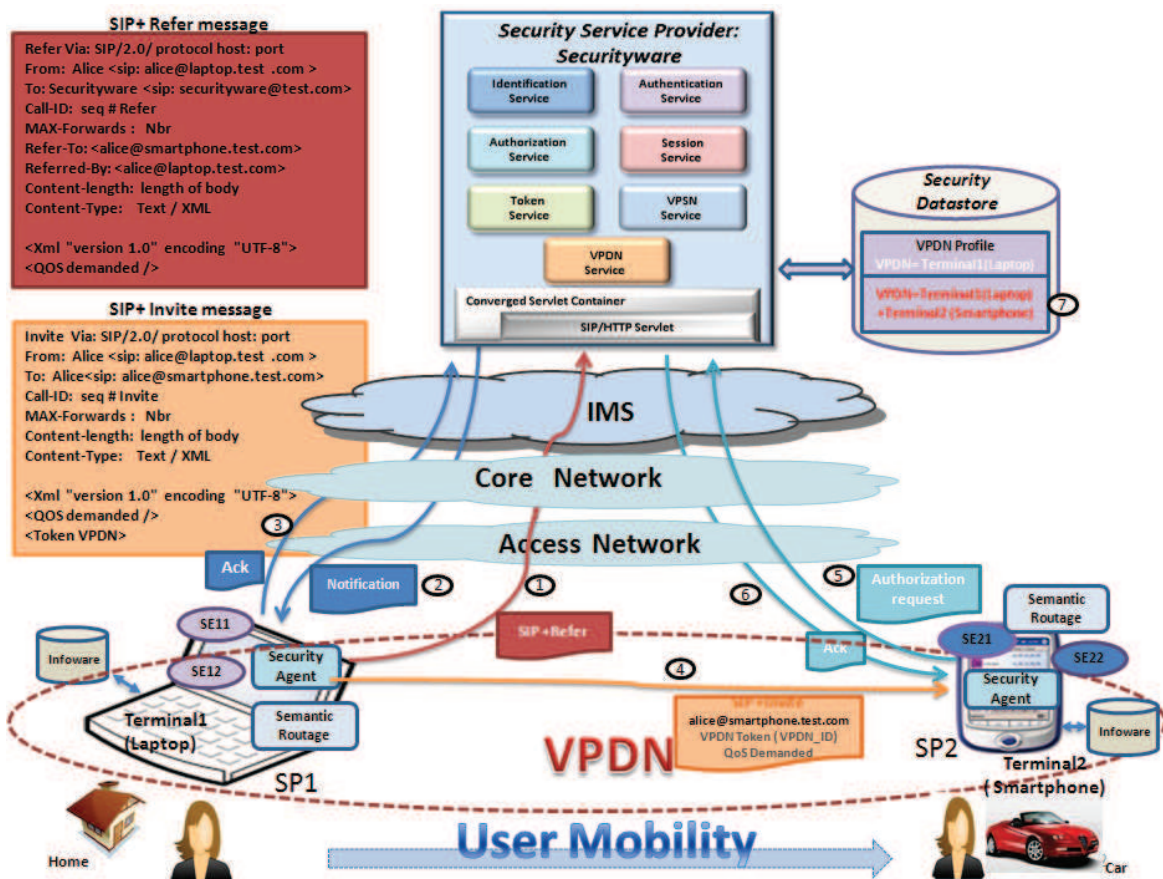 SIP+ Refer message
Refer Via: SIP/2.0/ protocol host: port
From: Alice <sip: alice@laptop.test .com >
To: Securityware <sip: securityware@test.com>
Call-ID: seq # Refer
MAX-Forwards : Nbr
Refer-To: <alice@smartphone.test.com>
Referred-By: <alice@laptop.test.com>
Content-length: length of body
Content-Type: Text / XML
<Xml "version 1.0" encoding "UTF-8">
<QOS demanded />
SIP+ Invite message
Invite Via: SIP/2.0/ protocol host: port
From: Alice <sip: alice@laptop.test .com >
To: Alice<sip: alice@smartphone.test.com>
Call-ID: seq # Invite
MAX-Forwards : Nbr
Content-length: length of body
Content-Type: Text / XML
<Xml "version 1.0" encoding "UTF-8">
<QOS demanded />
<Token VPDN>
Security Service Provider:
Securityware
Identification
Service
Authentication
Service
Authorization
Service
Session
Service
Token
Service
VPSN
Service
VPDN
Service
Converged Servlet Container
SIP/HTTP Servlet
Security
Datastore
VPDN Profile
VPDN=Terminal1(Laptop)
VPDN=Terminal1(Laptop)
+Terminal2 (Smartphone)
7
IMS
Core Network
Access Network
3
Ack
Notification
2
1
6
5
Authorization
request
SIP+Refer
Ack
4
SE11
SE12
Infoware
Security
Agent
Semantic
Routage
Terminal1
(Laptop)
SP1
SIP +Invite
alice@smartphone.test.com
VPDN Token ( VPDN_ID)
QoS Demanded
VPDN
Semantic
Routage
SE21
SE22
Security
Agent
Infoware
SP2
Terminal2
( Smartphone)
Home
User Mobility
Car